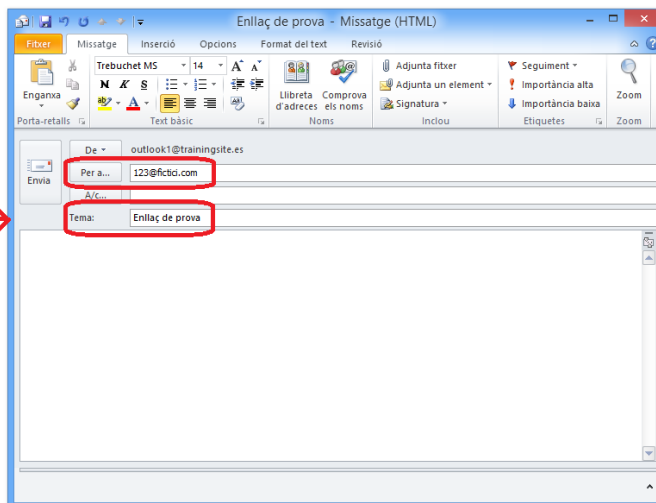 Enllaç de prova - Missatge (HTML)
Fitxer Missatge Inserció Opcions Format del text Revisió
Enganxa
Porta-retalls
Trebuchet MS 14 A A
N K S
ab A
Text bàsic
Llibreta d'adreces
Comprova els noms
Noms
Adjunta fitxer
Adjunta un element
Signatura
Inclou
Seguiment
Importància alta
Importància baixa
Etiquetes
Zoom
Zoom
Envia
De outlook1@trainingsite.es
Per a... 123@fictici.com
A/c...
Tema: Enllaç de prova